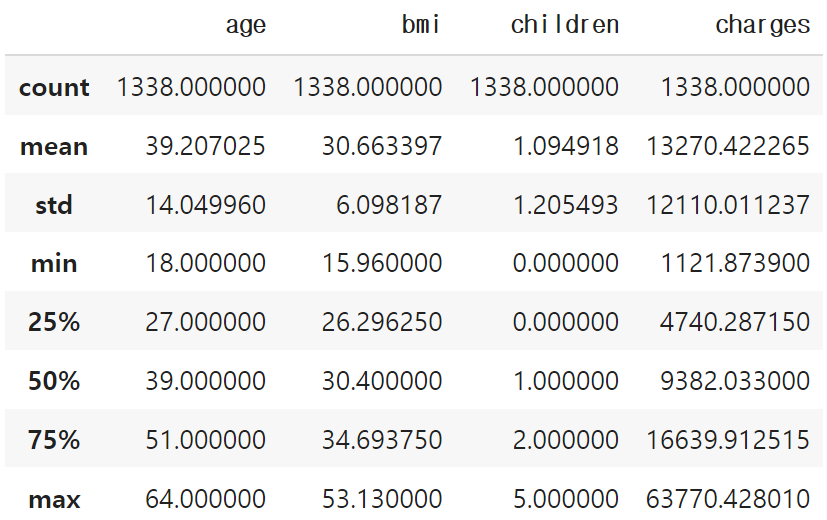 age bmi children charges
count 1338.000000 1338.000000 1338.000000 1338.000000
mean 39.207025 30.663397 1.094918 13270.422265
std 14.049960 6.098187 1.205493 12110.011237
min 18.000000 15.960000 0.000000 1121.873900
25% 27.000000 26.296250 0.000000 4740.287150
50% 39.000000 30.400000 1.000000 9382.033000
75% 51.000000 34.693750 2.000000 16639.912515
max 64.000000 53.130000 5.000000 63770.428010